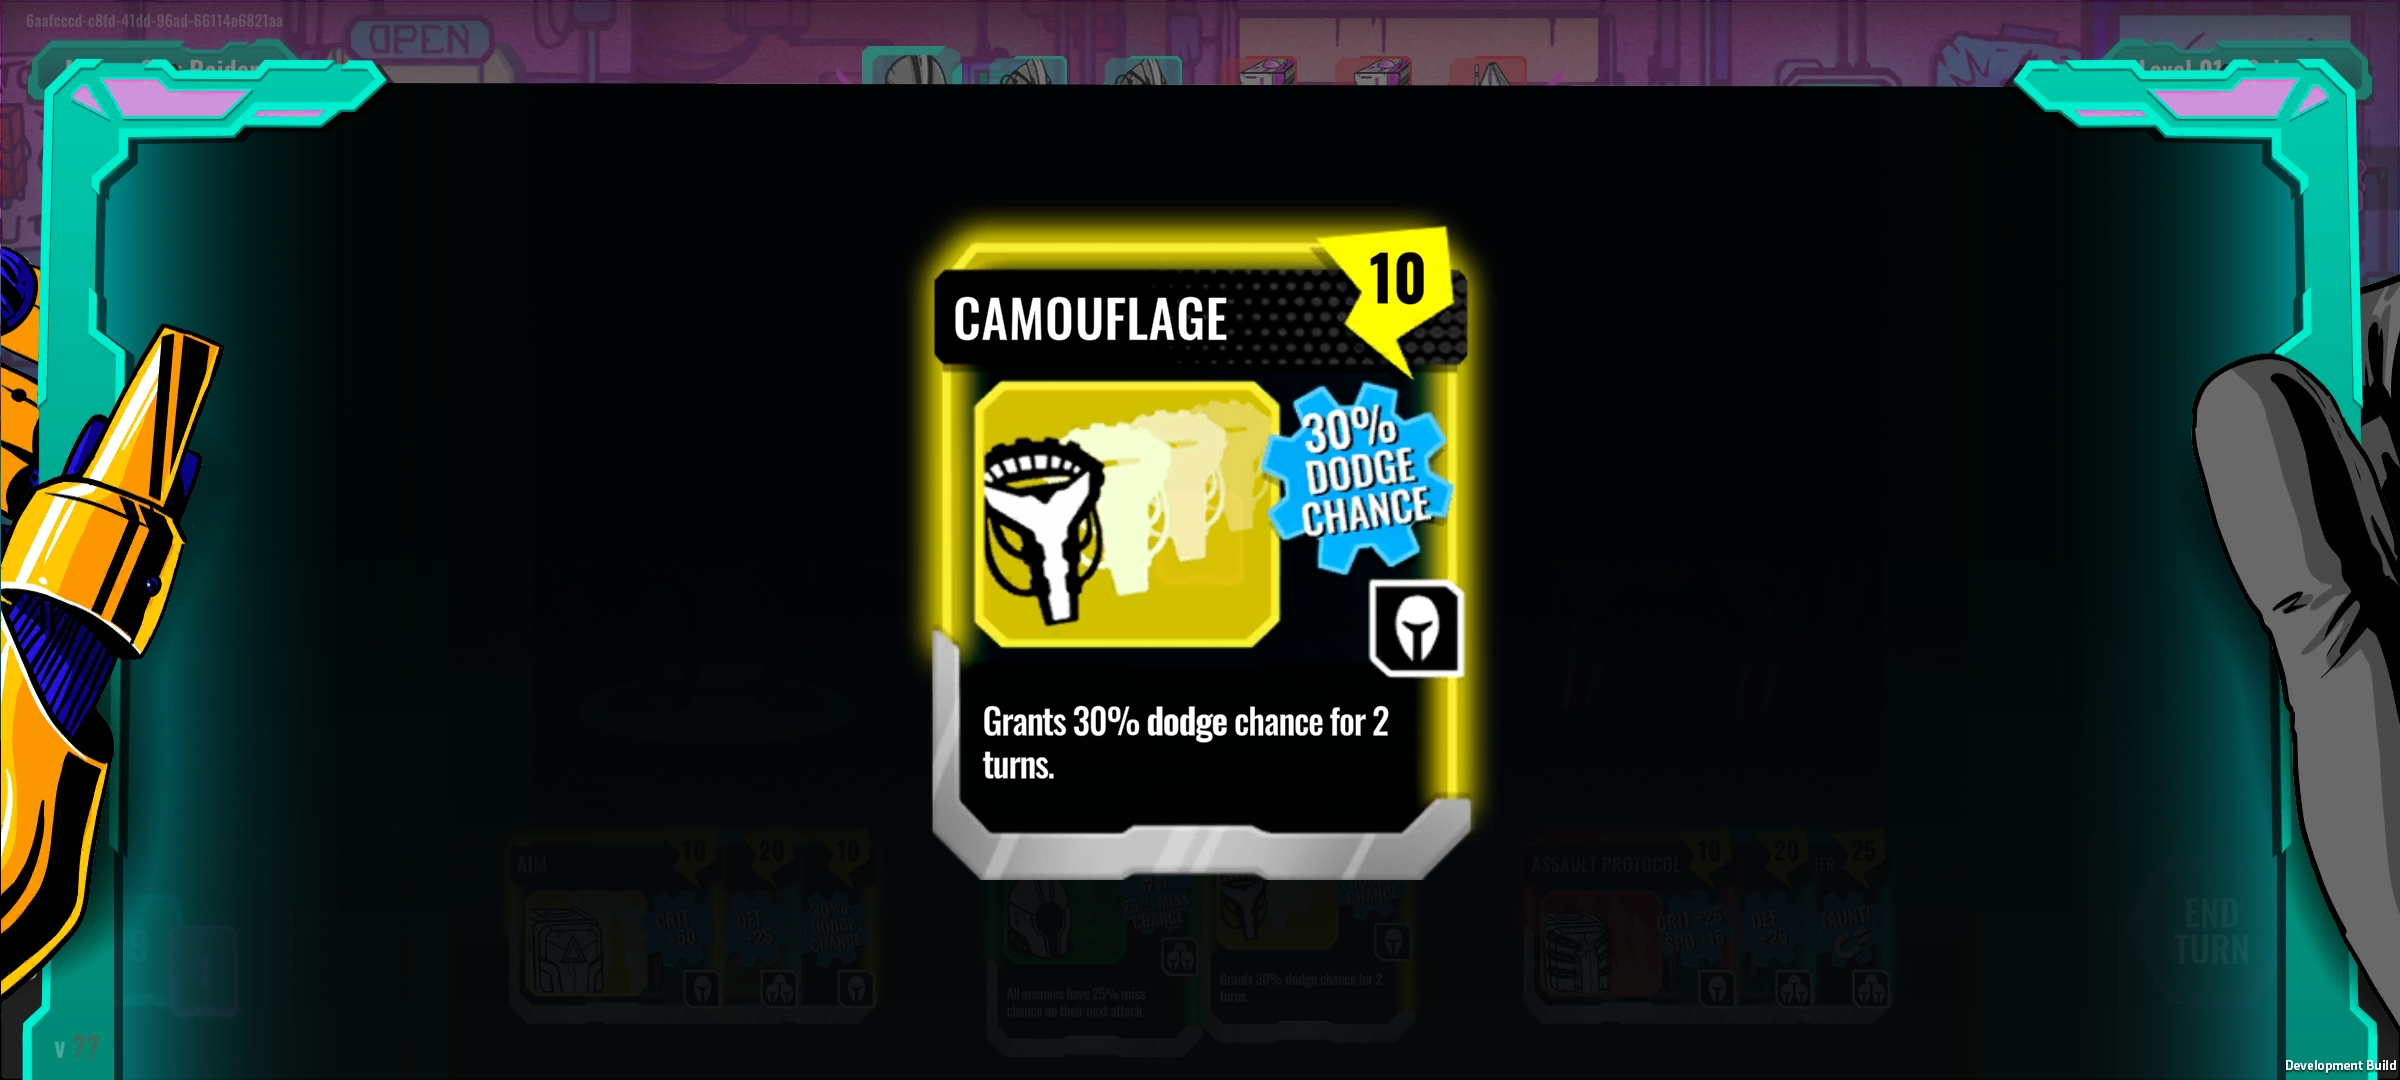 6aafcccd-c8fd-41dd-96ad-66114e6821aa
OPEN
CAMOUFLAGE
10
30%
DODGE
CHANCE
Grants 30% dodge chance for 2
turns.
AIM
10
20
10
CRIT
+50
DEF
+25
30%
DODGE
CHANCE
25% MISS
CHANCE
All enemies have 25% miss
chance on their next attack.
CHANCE
Grants 30% dodge chance for 2
turns.
ASSAULT PROTOCOL
10
20
25
CRIT +25
SPD +15
DEF
+25
TAUNT
9
1
END
TURN
v ??
Development Build